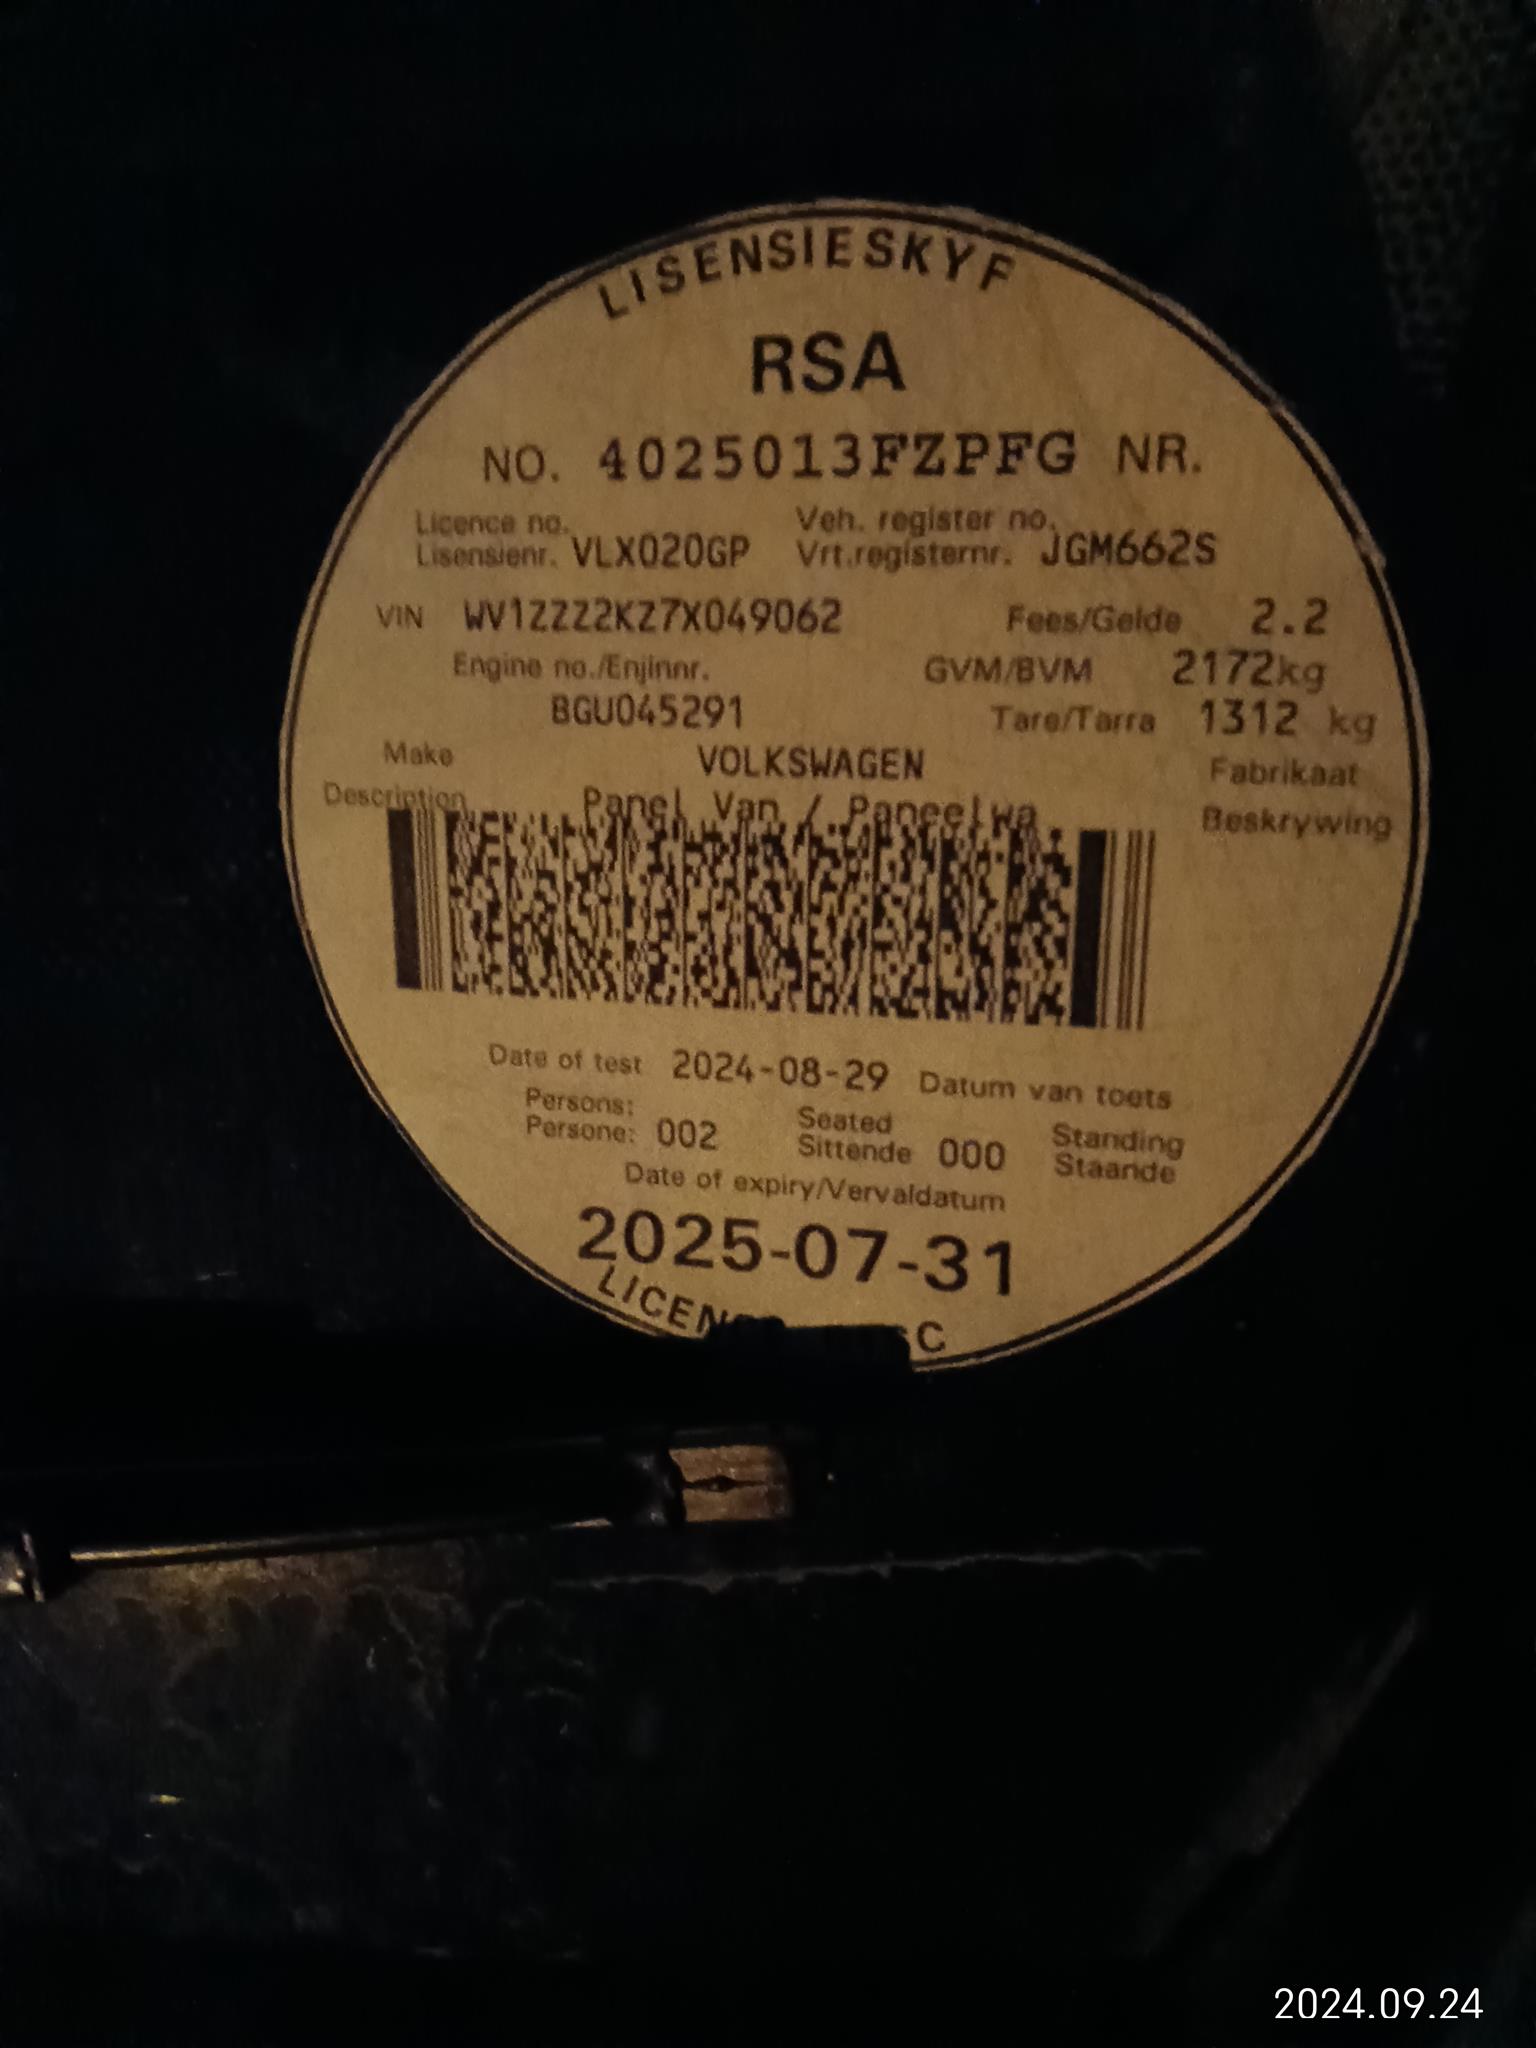 LISENSIESKYF
RSA
NO. 4025013FZPFG NR.
Licence no. Veh. register no.
Lisensienr. VLX020GP Vrt.registernr. JGM662S
VIN WV1ZZZ2KZ7X049062 Fees/Gelde 2.2
Engine no./Enjinnr. GVM/BVM 2172kg
BGU045291 Tare/Tarra 1312 kg
Make VOLKSWAGEN Fabrikaat
Description Panel Van / Paneelwa Beskrywing
Date of test 2024-08-29 Datum van toets
Persons: Seated Standing
Persone: 002 Sittende 000 Staande
Date of expiry/Vervaldatum
2025-07-31
2024.09.24